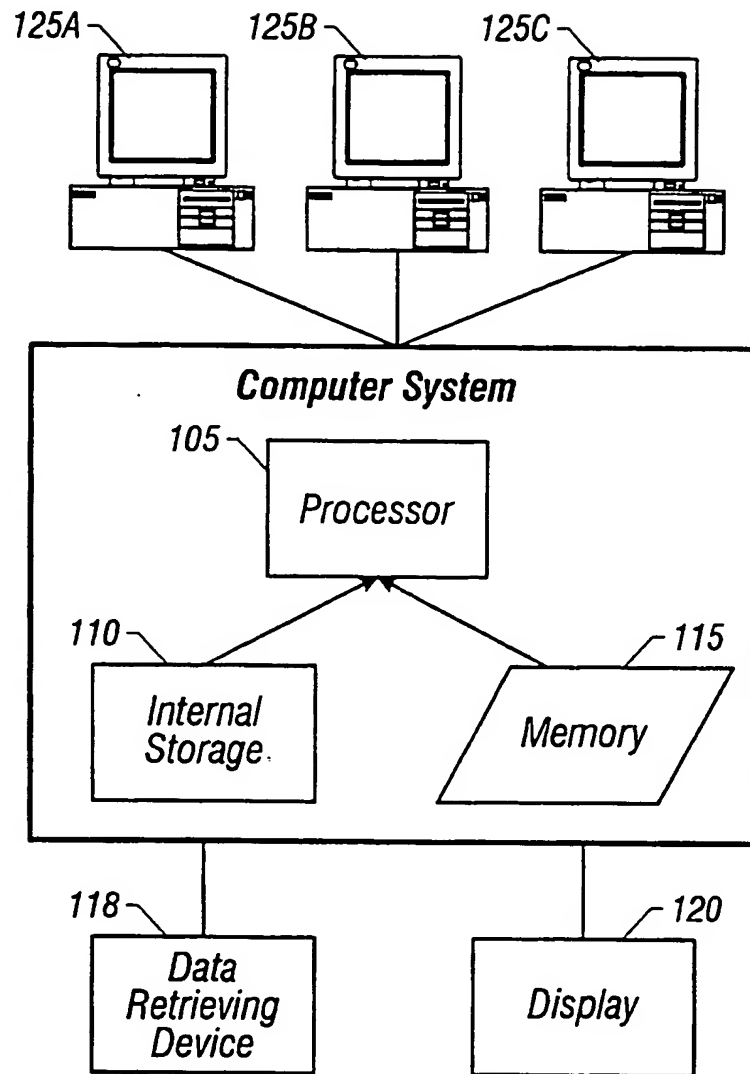 125A
125B
125C
Computer System
105
Processor
110
115
Internal
Storage
Memory
118
120
Data
Retrieving
Device
Display